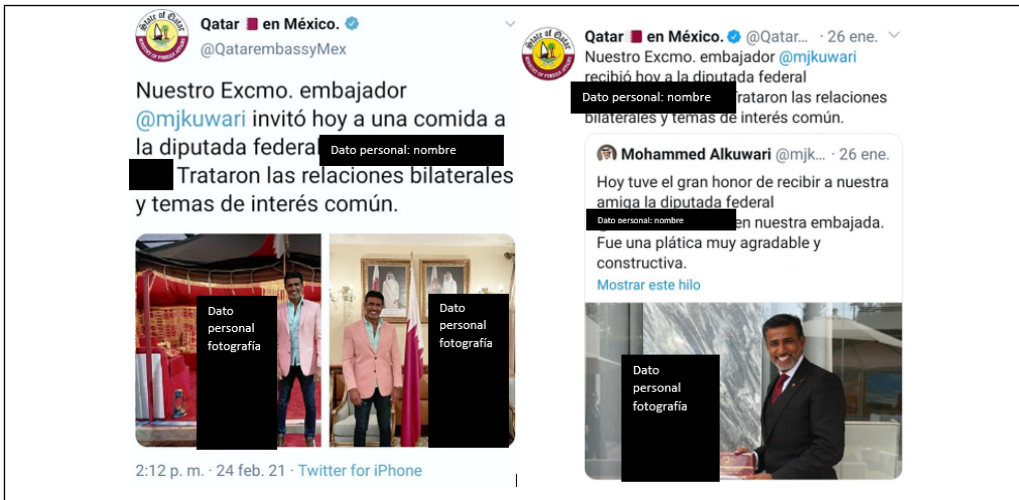 Qatar en México.
@QatarembassyMex
Nuestro Excmo. embajador
@mjkuwari invitó hoy a una comida a
la diputada federal Dato personal: nombre
Trataron las relaciones bilaterales
y temas de interés común.
Dato
personal
fotografía
Dato
personal
fotografía
2:12 p. m. · 24 feb. 21 · Twitter for iPhone
Qatar en México. @Qatar... · 26 ene.
Nuestro Excmo. embajador @mjkuwari
recibió hoy a la diputada federal
Dato personal: nombre Trataron las relaciones
bilaterales y temas de interés común.
Mohammed Alkuwari @mjk... · 26 ene.
Hoy tuve el gran honor de recibir a nuestra
amiga la diputada federal
Dato personal: nombre en nuestra embajada.
Fue una plática muy agradable y
constructiva.
Mostrar este hilo
Dato
personal
fotografía